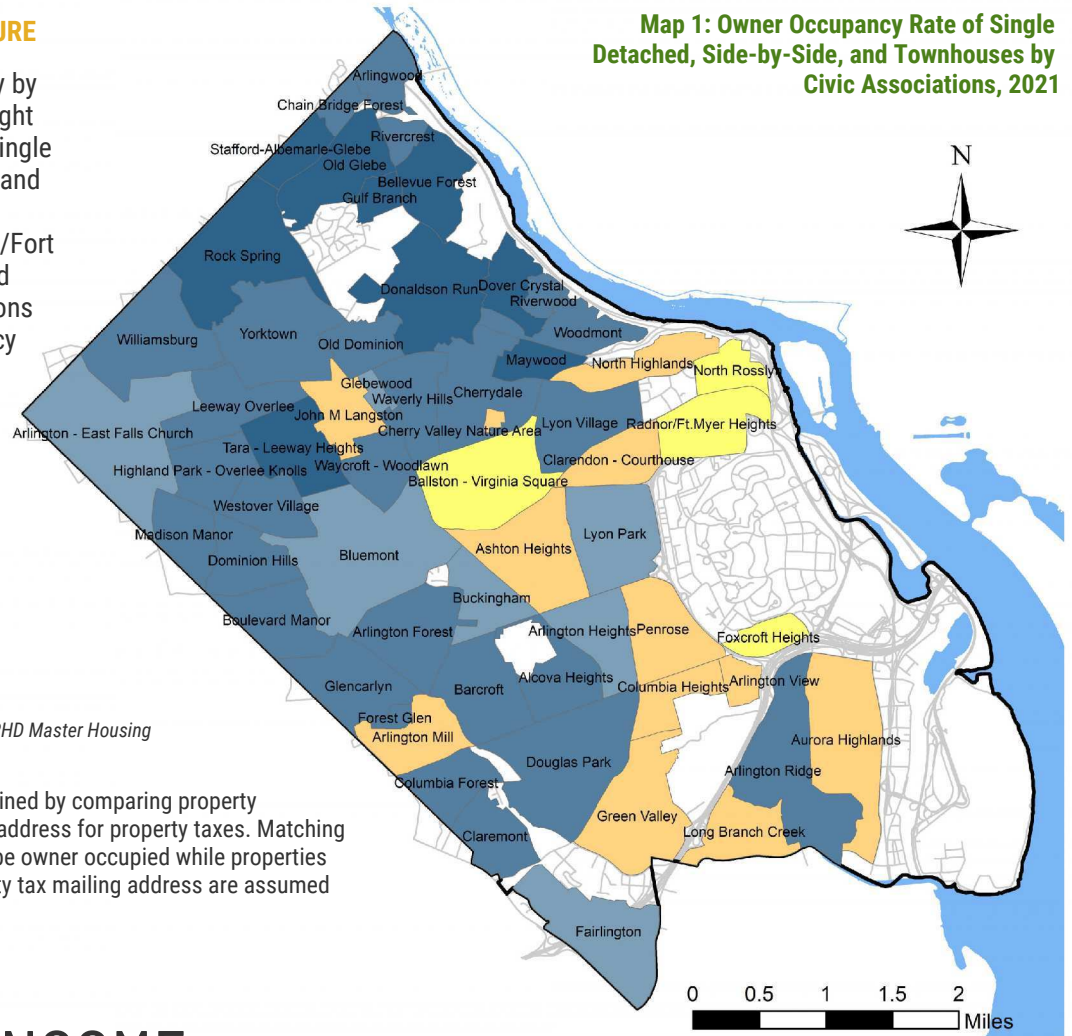 URE
Map 1: Owner Occupancy Rate of Single
Detached, Side-by-Side, and Townhouses by
Civic Associations, 2021
y by
ght
ingle
and
/Fort
d
ons
cy
N
Arlingwood
Chain Bridge Forest
Rivercrest
Stafford-Albemarle-Glebe
Old Glebe
Bellevue Forest
Gulf Branch
Rock Spring
Donaldson Run
Dover Crystal
Riverwood
Woodmont
Williamsburg
Yorktown
Old Dominion
Maywood
North Highlands
North Rosslyn
Glebewood
Waverly Hills
Cherrydale
Leeway Overlee
John M Langston
Lyon Village
Radnor/Ft.Myer Heights
Arlington - East Falls Church
Cherry Valley Nature Area
Tara - Leeway Heights
Clarendon - Courthouse
Highland Park - Overlee Knolls
Waycroft - Woodlawn
Ballston - Virginia Square
Westover Village
Madison Manor
Lyon Park
Dominion Hills
Bluemont
Ashton Heights
Buckingham
Boulevard Manor
Arlington Forest
Arlington Heights
Penrose
Foxcroft Heights
Glencarlyn
Barcroft
Alcova Heights
Columbia Heights
Arlington View
Forest Glen
Arlington Mill
Aurora Highlands
Douglas Park
Arlington Ridge
Columbia Forest
Green Valley
Long Branch Creek
Claremont
Fairlington
PHD Master Housing
ined by comparing property
address for property taxes. Matching
be owner occupied while properties
ty tax mailing address are assumed
0 0.5 1 1.5 2
Miles
NCOME